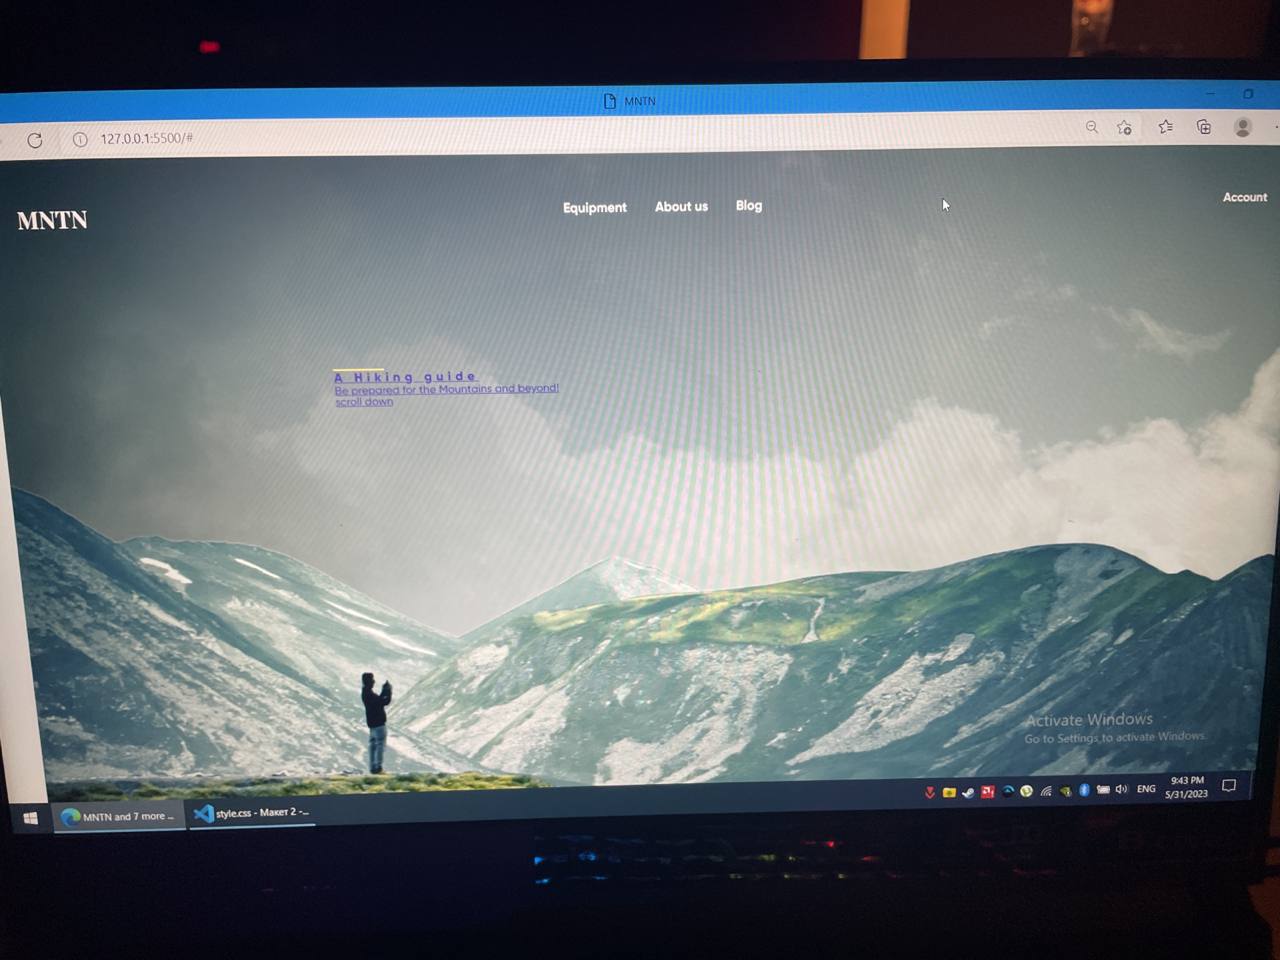 MNTN
127.0.0.1:5500/#
MNTN
Equipment
About us
Blog
Account
A Hiking guide
Be prepared for the Mountains and beyond!
scroll down
Activate Windows
Go to Settings to activate Windows.
MNTN and 7 more ...
style.css - Макет 2 -...
ENG
9:43 PM
5/31/2023